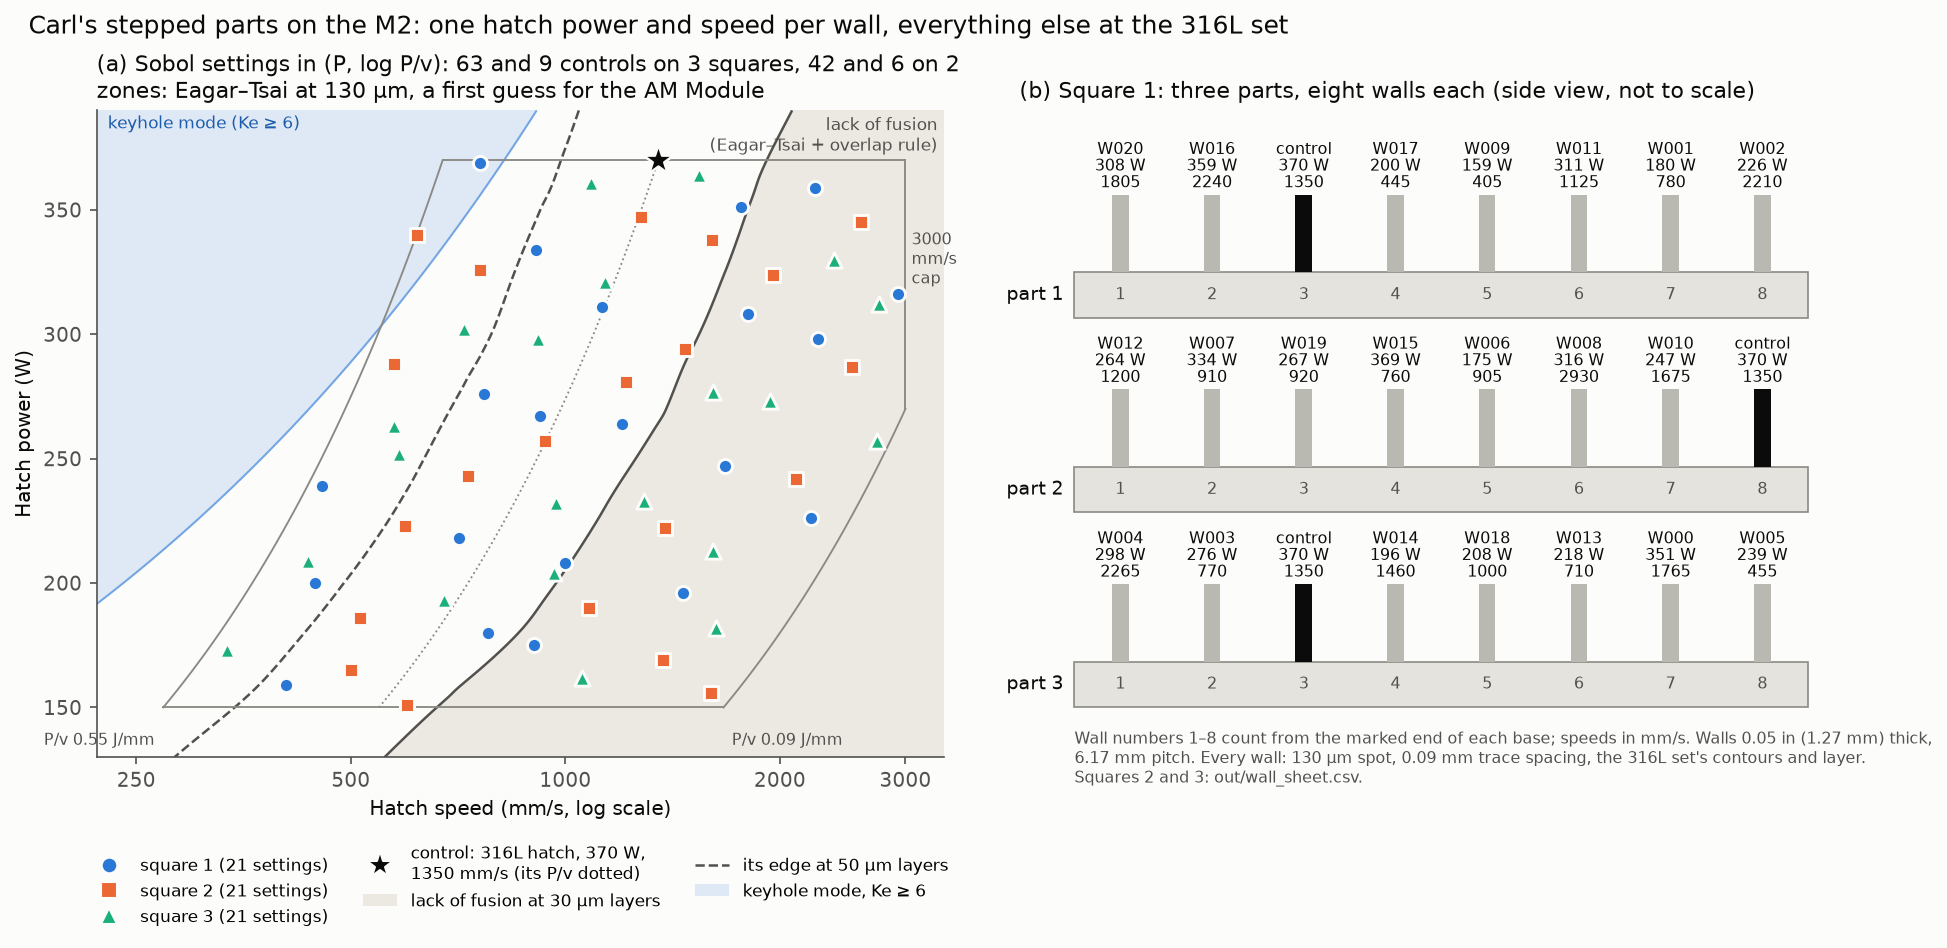 Carl's stepped parts on the M2: one hatch power and speed per wall, everything else at the 316L set
(a) Sobol settings in (P, log P/v): 63 and 9 controls on 3 squares, 42 and 6 on 2
zones: Eagar–Tsai at 130 µm, a first guess for the AM Module
keyhole mode (Ke ≥ 6)
lack of fusion
(Eagar–Tsai + overlap rule)
3000
mm/s
cap
350
300
250
200
150
Hatch power (W)
P/v 0.55 J/mm
P/v 0.09 J/mm
250
500
1000
2000
3000
Hatch speed (mm/s, log scale)
square 1 (21 settings)
square 2 (21 settings)
square 3 (21 settings)
control: 316L hatch, 370 W,
1350 mm/s (its P/v dotted)
lack of fusion at 30 µm layers
its edge at 50 µm layers
keyhole mode, Ke ≥ 6
(b) Square 1: three parts, eight walls each (side view, not to scale)
W020 W016 control W017 W009 W011 W001 W002
308 W 359 W 370 W 200 W 159 W 311 W 180 W 226 W
1805 2240 1350 445 405 1125 780 2210
part 1 1 2 3 4 5 6 7 8
W012 W007 W019 W015 W006 W008 W010 control
264 W 334 W 267 W 369 W 175 W 316 W 247 W 370 W
1200 910 920 760 905 2930 1675 1350
part 2 1 2 3 4 5 6 7 8
W004 W003 control W014 W018 W013 W000 W005
298 W 276 W 370 W 196 W 208 W 218 W 351 W 239 W
2265 770 1350 1460 1000 710 1765 455
part 3 1 2 3 4 5 6 7 8
Wall numbers 1–8 count from the marked end of each base; speeds in mm/s. Walls 0.05 in (1.27 mm) thick,
6.17 mm pitch. Every wall: 130 µm spot, 0.09 mm trace spacing, the 316L set's contours and layer.
Squares 2 and 3: out/wall_sheet.csv.